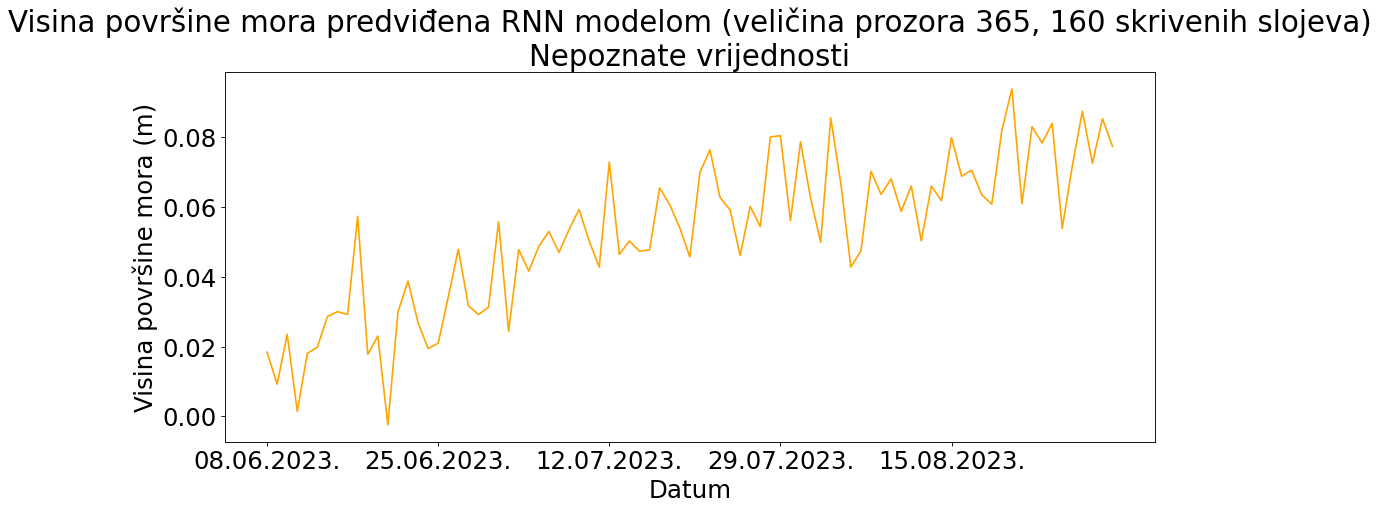 Visina površine mora predviđena RNN modelom (veličina prozora 365, 160 skrivenih slojeva)
Nepoznate vrijednosti
Visina površine mora (m)
0.08
0.06
0.04
0.02
0.00
08.06.2023. 25.06.2023. 12.07.2023. 29.07.2023. 15.08.2023.
Datum